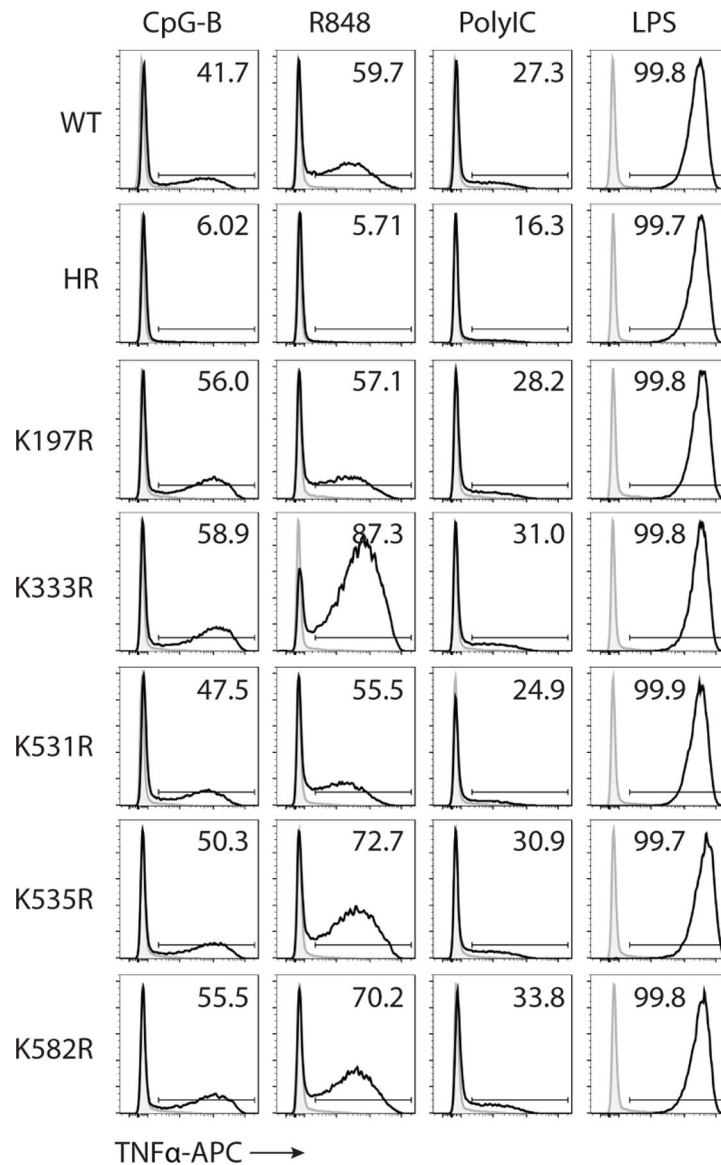 CpG-B R848 PolyIC LPS
WT 41.7 59.7 27.3 99.8
HR 6.02 5.71 16.3 99.7
K197R 56.0 57.1 28.2 99.8
K333R 58.9 87.3 31.0 99.8
K531R 47.5 55.5 24.9 99.9
K535R 50.3 72.7 30.9 99.7
K582R 55.5 70.2 33.8 99.8
TNFα-APC